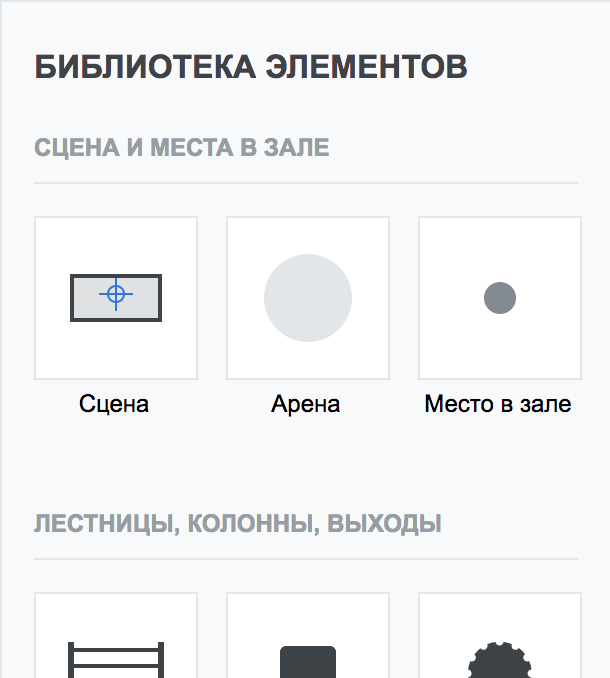 БИБЛИОТЕКА ЭЛЕМЕНТОВ
СЦЕНА И МЕСТА В ЗАЛЕ
Сцена
Арена
Место в зале
ЛЕСТНИЦЫ, КОЛОННЫ, ВЫХОДЫ